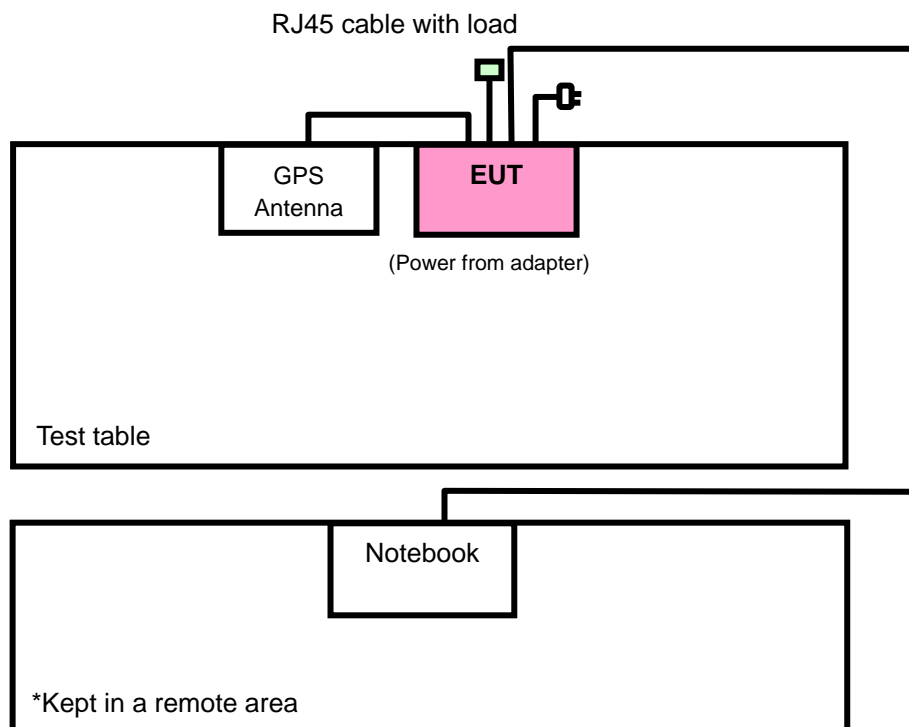 RJ45 cable with load
GPS
Antenna
EUT
(Power from adapter)
Test table
Notebook
*Kept in a remote area